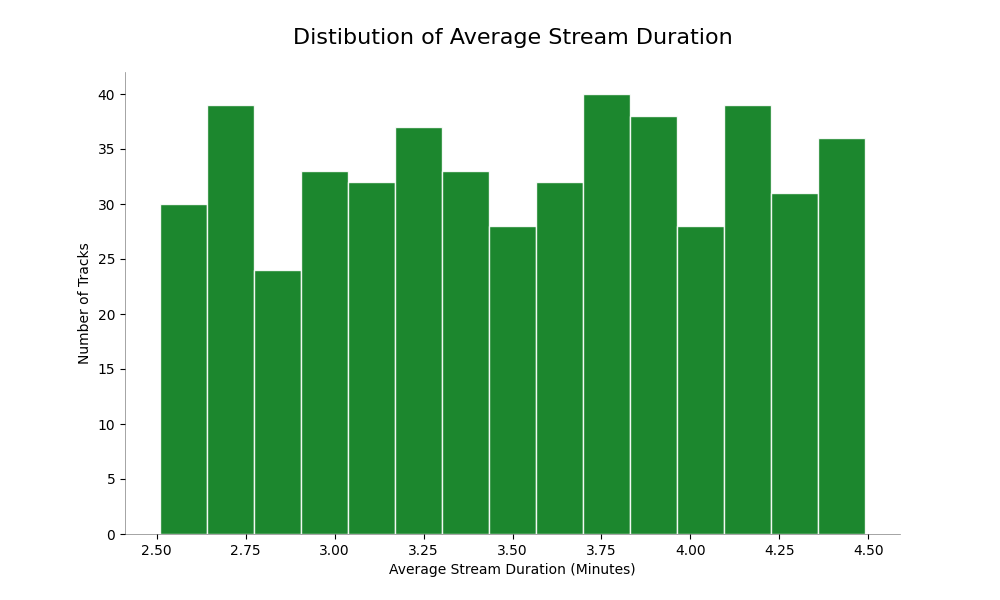 Distibution of Average Stream Duration
40
35
30
25
20
15
10
5
0
Number of Tracks
2.50 2.75 3.00 3.25 3.50 3.75 4.00 4.25 4.50
Average Stream Duration (Minutes)